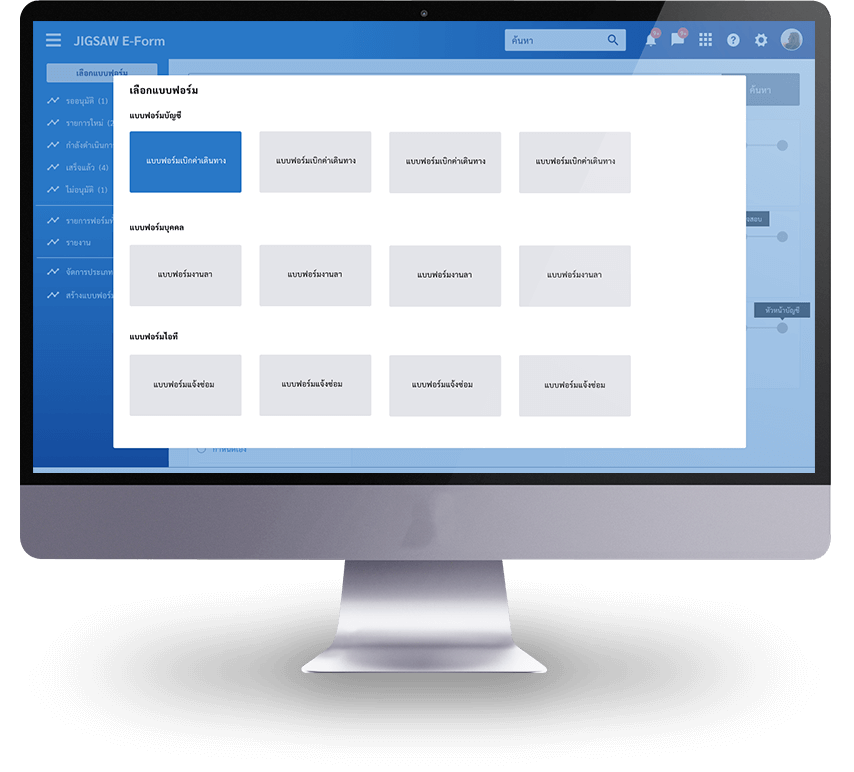 JIGSAW E-Form
ค้นหา
เลือกแบบฟอร์ม
รออนุมัติ (1)
รายการใหม่
กำลังดำเนินกา
เสร็จแล้ว (4)
ไม่อนุมัติ (1)
รายการฟอร์ม
รายงาน
จัดการประเภท
สร้างแบบฟอร์ม
เลือกแบบฟอร์ม
แบบฟอร์มบัญชี
แบบฟอร์มเบิกค่าเดินทาง แบบฟอร์มเบิกค่าเดินทาง แบบฟอร์มเบิกค่าเดินทาง แบบฟอร์มเบิกค่าเดินทาง
แบบฟอร์มบุคคล
แบบฟอร์มงานลา แบบฟอร์มงานลา แบบฟอร์มงานลา แบบฟอร์มงานลา
แบบฟอร์มไอที
แบบฟอร์มแจ้งซ่อม แบบฟอร์มแจ้งซ่อม แบบฟอร์มแจ้งซ่อม แบบฟอร์มแจ้งซ่อม
ค้นหา
หัวหน้าบัญชี